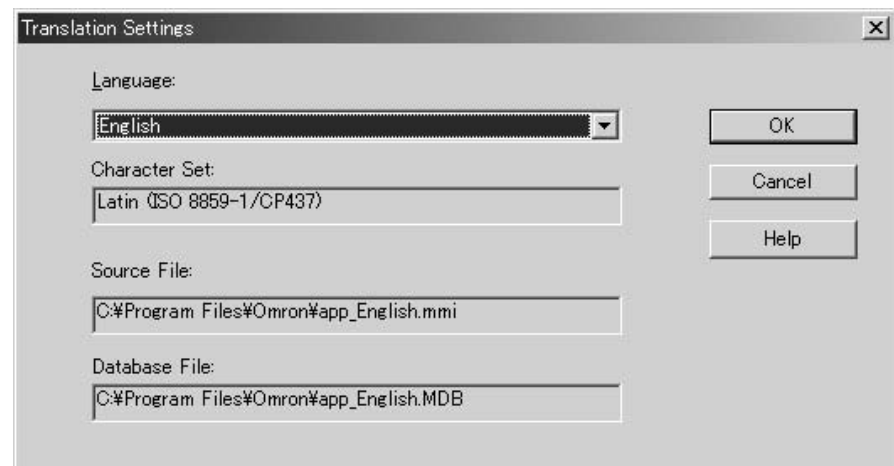 Translation Settings
Language:
English
OK
Character Set:
Latin (ISO 8859-1/CP437)
Cancel
Help
Source File:
C:¥Program Files¥Omron¥app_English.mmi
Database File:
C:¥Program Files¥Omron¥app_English.MDB